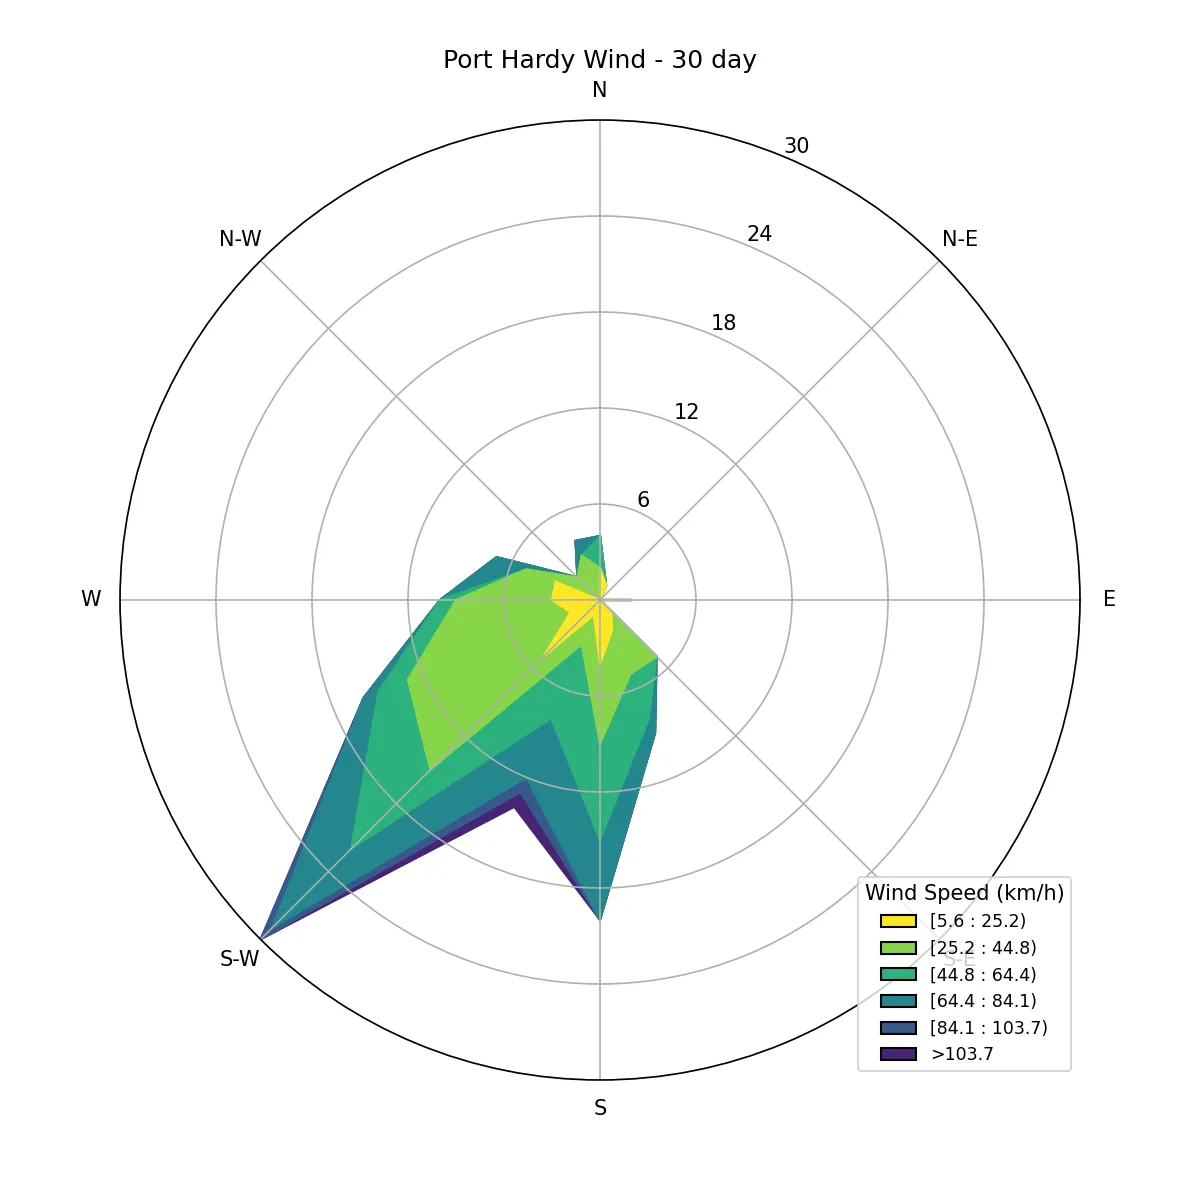 Port Hardy Wind - 30 day
N
30
N-W
N-E
24
18
12
6
W
E
S-W
S-E
S
Wind Speed (km/h)
[5.6 : 25.2)
[25.2 : 44.8)
[44.8 : 64.4)
[64.4 : 84.1)
[84.1 : 103.7)
>103.7